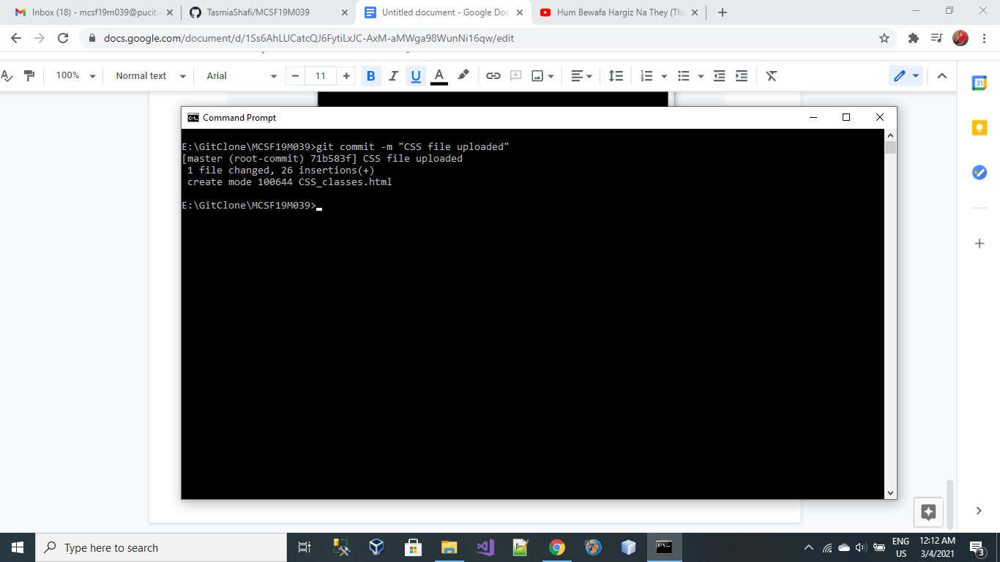 Inbox (18) - mcsf19m039@pucit.
TasmiaShafi/MCSF19M039
Untitled document - Google Doc
Hum Bewafa Hargiz Na They (The
docs.google.com/document/d/1Ss6AhLUCatcQJ6FytiLxJC-AxM-aMWga98WunNi16qw/edit
100% Normal text Arial 11 B I U A
31
Command Prompt
E:\GitClone\MCSF19M039>git commit -m "CSS file uploaded"
[master (root-commit) 71b583f] CSS file uploaded
1 file changed, 26 insertions(+)
create mode 100644 CSS_classes.html
E:\GitClone\MCSF19M039>
Type here to search
ENG
US
12:12 AM
3/4/2021
3